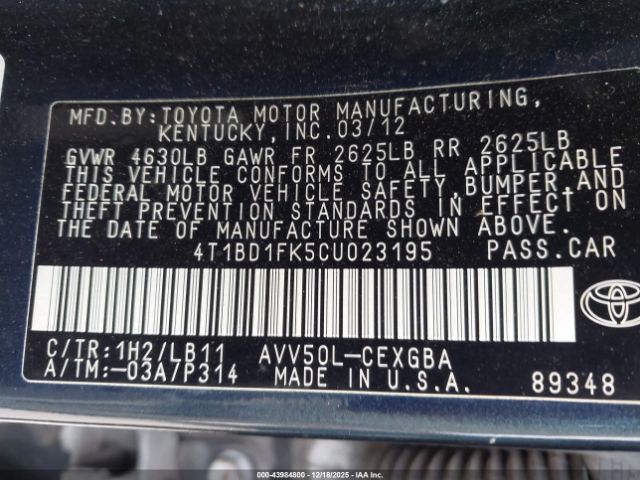 MFD.BY:TOYOTA MOTOR MANUFACTURING,
KENTUCKY,INC.03/12
GVWR 4630LB GAWR FR 2625LB RR 2625LB
THIS VEHICLE CONFORMS TO ALL APPLICABLE
FEDERAL MOTOR VEHICLE SAFETY,BUMPER,AND
THEFT PREVENTION STANDARDS IN EFFECT ON
THE DATE OF MANUFACTURE SHOWN ABOVE.
4T1BD1FK5CU023195 PASS.CAR
C/TR:1H2/LB11 AVV50L-CEXGBA
A/TM:-03A/P314 MADE IN U.S.A. 89348
000-43984800 | 12/18/2025 - IAA Inc.